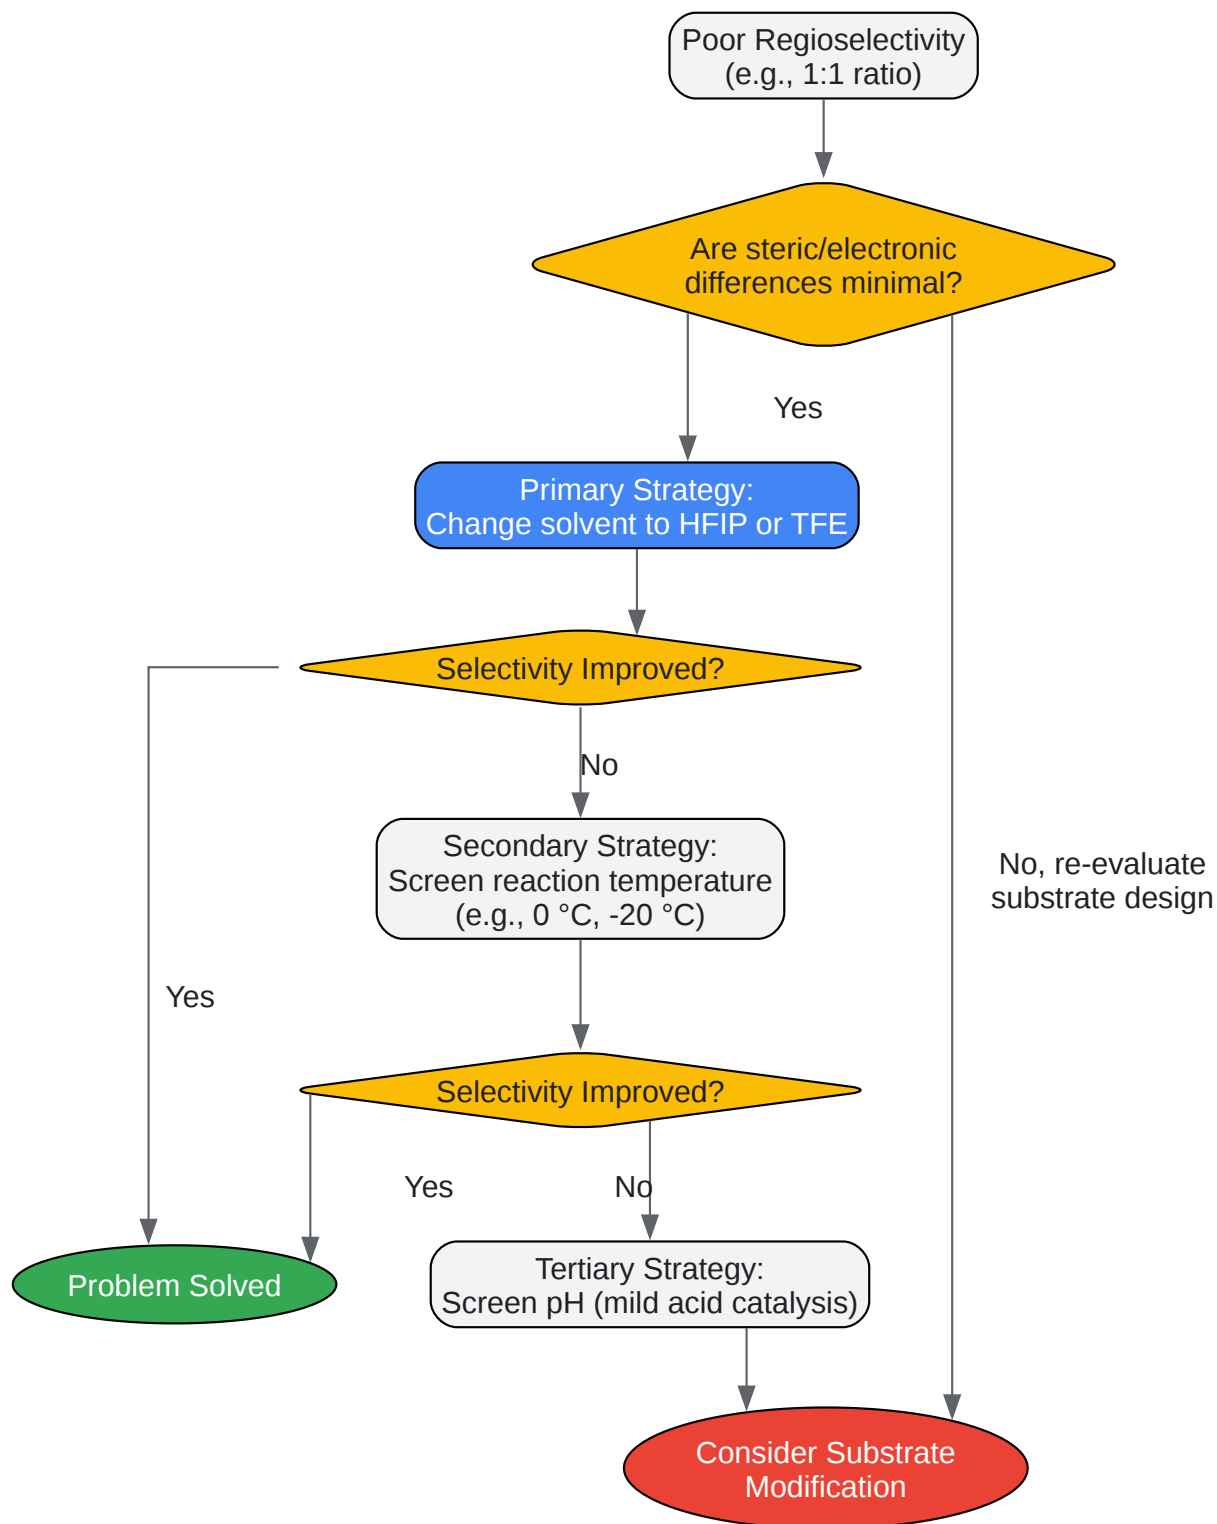 Poor Regioselectivity
(e.g., 1:1 ratio)
Are steric/electronic
differences minimal?
Yes
Primary Strategy:
Change solvent to HFIP or TFE
Selectivity Improved?
No
Secondary Strategy:
Screen reaction temperature
(e.g., 0 °C, -20 °C)
No, re-evaluate
substrate design
Yes
Selectivity Improved?
Yes
No
Problem Solved
Tertiary Strategy:
Screen pH (mild acid catalysis)
Consider Substrate
Modification